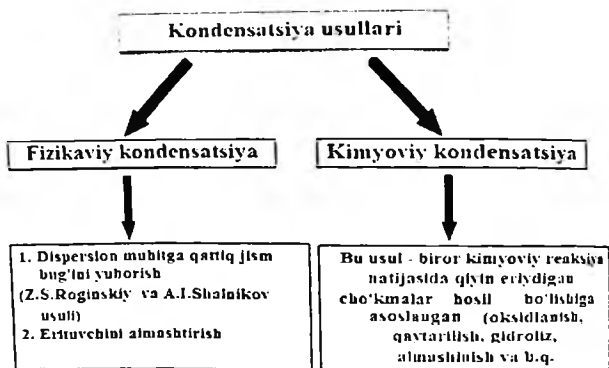 Kondensatsiya usullari
Fizikaviy kondensatsiya
Kimyoviy kondensatsiya
1. Dispersion muhitga qattiq jism
bug'ini yuborish
(Z.S.Roginskiy va A.I.Shalnikov
usuli)
2. Erituvchini almashtirish
Bu usul - biror kimyoviy reaksiya
natijasida qiyin eriydigan
cho'kmalar hosil bo'lishiga
asoslangan (oksidlanish,
qaytarilish, gidroliz,
almashinish va b.q.